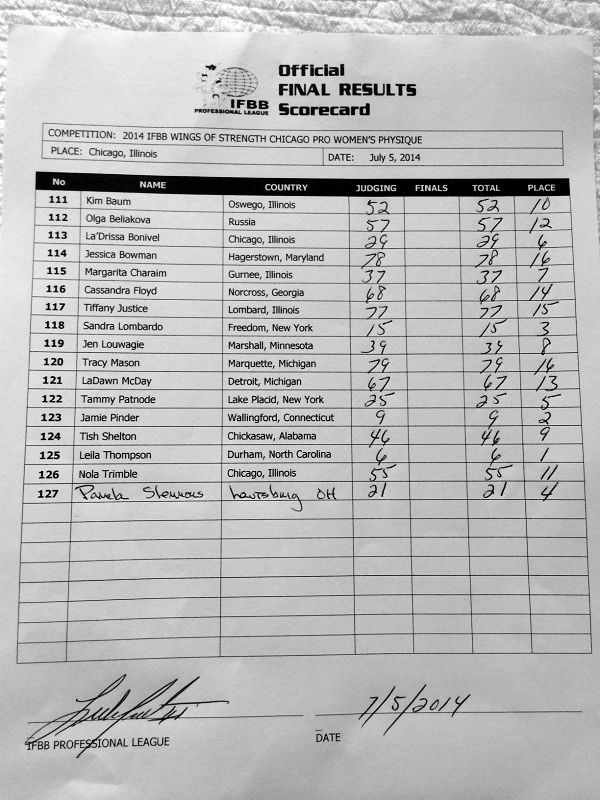 Official
FINAL RESULTS
Scorecard
IFBB
PROFESSIONAL LEAGUE
COMPETITION: 2014 IFBB WINGS OF STRENGTH CHICAGO PRO WOMEN'S PHYSIQUE
PLACE: Chicago, Illinois DATE: July 5, 2014
No NAME COUNTRY JUDGING FINALS TOTAL PLACE
111 Kim Baum Oswego, Illinois 52 52 10
112 Olga Beliakova Russia 57 57 12
113 La'Drissa Bonivel Chicago, Illinois 29 29 6
114 Jessica Bowman Hagerstown, Maryland 78 78 16
115 Margarita Charaim Gurnee, Illinois 37 37 7
116 Cassandra Floyd Norcross, Georgia 68 68 14
117 Tiffany Justice Lombard, Illinois 77 77 15
118 Sandra Lombardo Freedom, New York 15 15 3
119 Jen Louwagie Marshall, Minnesota 39 39 8
120 Tracy Mason Marquette, Michigan 79 79 16
121 LaDawn McDay Detroit, Michigan 67 67 13
122 Tammy Patnode Lake Placid, New York 25 25 5
123 Jamie Pinder Wallingford, Connecticut 9 9 2
124 Tish Shelton Chickasaw, Alabama 46 46 9
125 Leila Thompson Durham, North Carolina 6 6 1
126 Nola Trimble Chicago, Illinois 55 55 11
127 OH 21 21 4
7/5/2014
IFBB PROFESSIONAL LEAGUE DATE